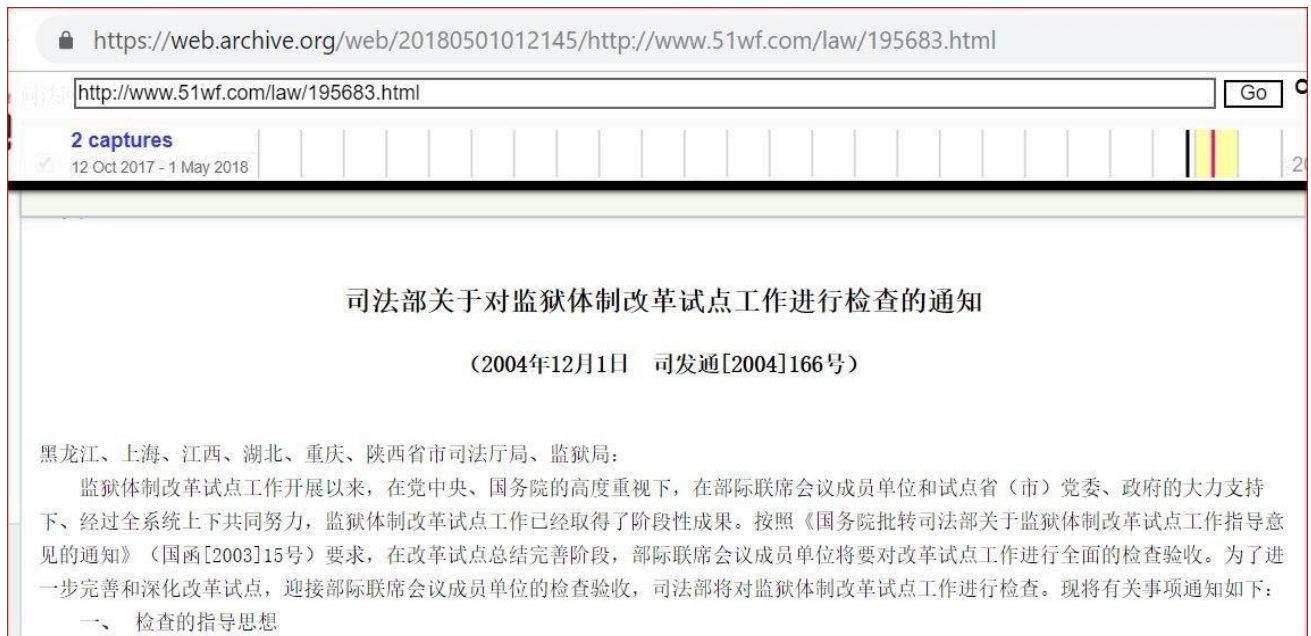 https://web.archive.org/web/20180501012145/http://www.51wf.com/law/195683.html
http://www.51wf.com/law/195683.html
Go
2 captures
12 Oct 2017 - 1 May 2018
司法部关于对监狱体制改革试点工作进行检查的通知
（2004年12月1日 司发通[2004]166号）
黑龙江、上海、江西、湖北、重庆、陕西省市司法厅局、监狱局：
监狱体制改革试点工作开展以来，在党中央、国务院的高度重视下，在部际联席会议成员单位和试点省（市）党委、政府的大力支持
下、经过全系统上下共同努力，监狱体制改革试点工作已经取得了阶段性成果。按照《国务院批转司法部关于监狱体制改革试点工作指导意
见的通知》（国函[2003]15号）要求，在改革试点总结完善阶段，部际联席会议成员单位将要对改革试点工作进行全面的检查验收。为了进
一步完善和深化改革试点，迎接部际联席会议成员单位的检查验收，司法部将对监狱体制改革试点工作进行检查。现将有关事项通知如下：
一、 检查的指导思想